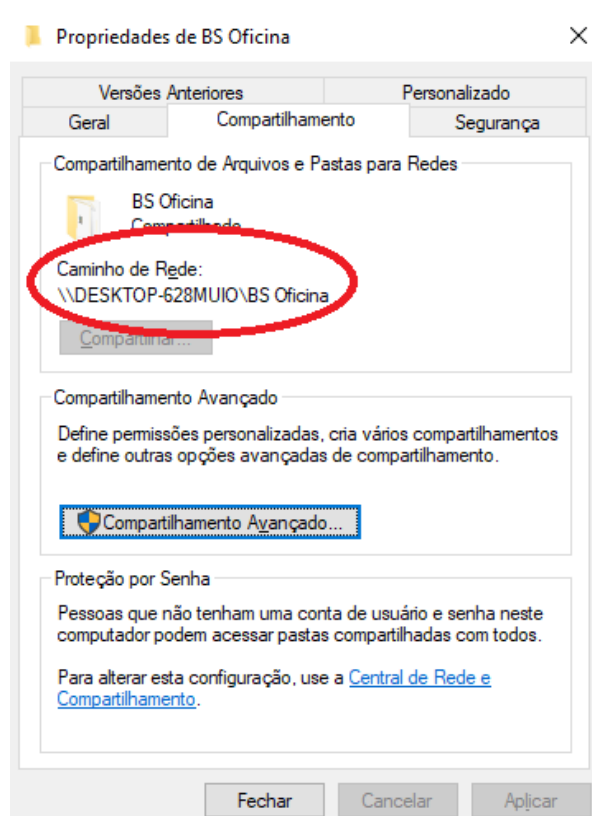 Propriedades de BS Oficina
Versões Anteriores
Personalizado
Geral
Compartilhamento
Segurança
Compartilhamento de Arquivos e Pastas para Redes
BS Oficina
Compartilhado
Caminho de Rede:
\\DESKTOP-628MUIO\BS Oficina
Compartilhar...
Compartilhamento Avançado
Define permissões personalizadas, cria vários compartilhamentos
e define outras opções avançadas de compartilhamento.
Compartilhamento Avançado...
Proteção por Senha
Pessoas que não tenham uma conta de usuário e senha neste
computador podem acessar pastas compartilhadas com todos.
Para alterar esta configuração, use a Central de Rede e
Compartilhamento.
Fechar
Cancelar
Aplicar